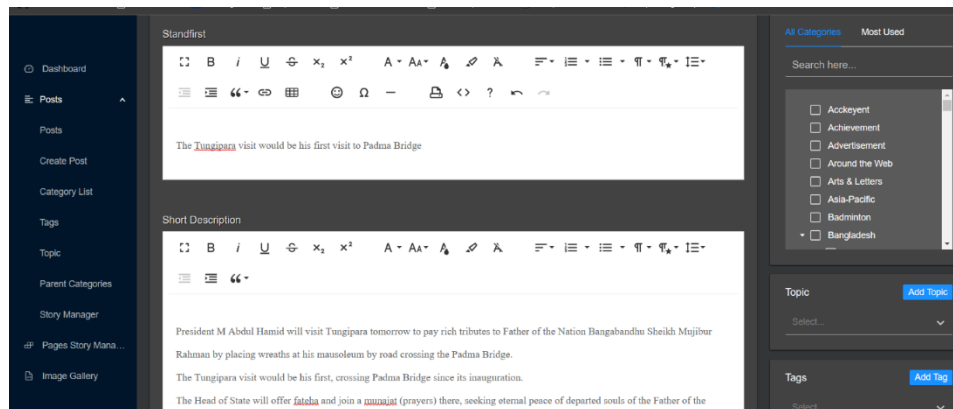 Dashboard
Posts
Posts
Create Post
Category List
Tags
Topic
Parent Categories
Story Manager
Pages Story Mana...
Image Gallery
Standfirst
The Tungipara visit would be his first visit to Padma Bridge
Short Description
President M Abdul Hamid will visit Tungipara tomorrow to pay rich tributes to Father of the Nation Bangabandhu Sheikh Mujibur
Rahman by placing wreaths at his mausoleum by road crossing the Padma Bridge.
The Tungipara visit would be his first, crossing Padma Bridge since its inauguration.
The Head of State will offer fateha and join a munajat (prayers) there, seeking eternal peace of departed souls of the Father of the
All Categories Most Used
Search here...
Acckeyent
Achievement
Advertisement
Around the Web
Arts & Letters
Asia-Pacific
Badminton
Bangladesh
Topic Add Topic
Select...
Tags Add Tag
Select...